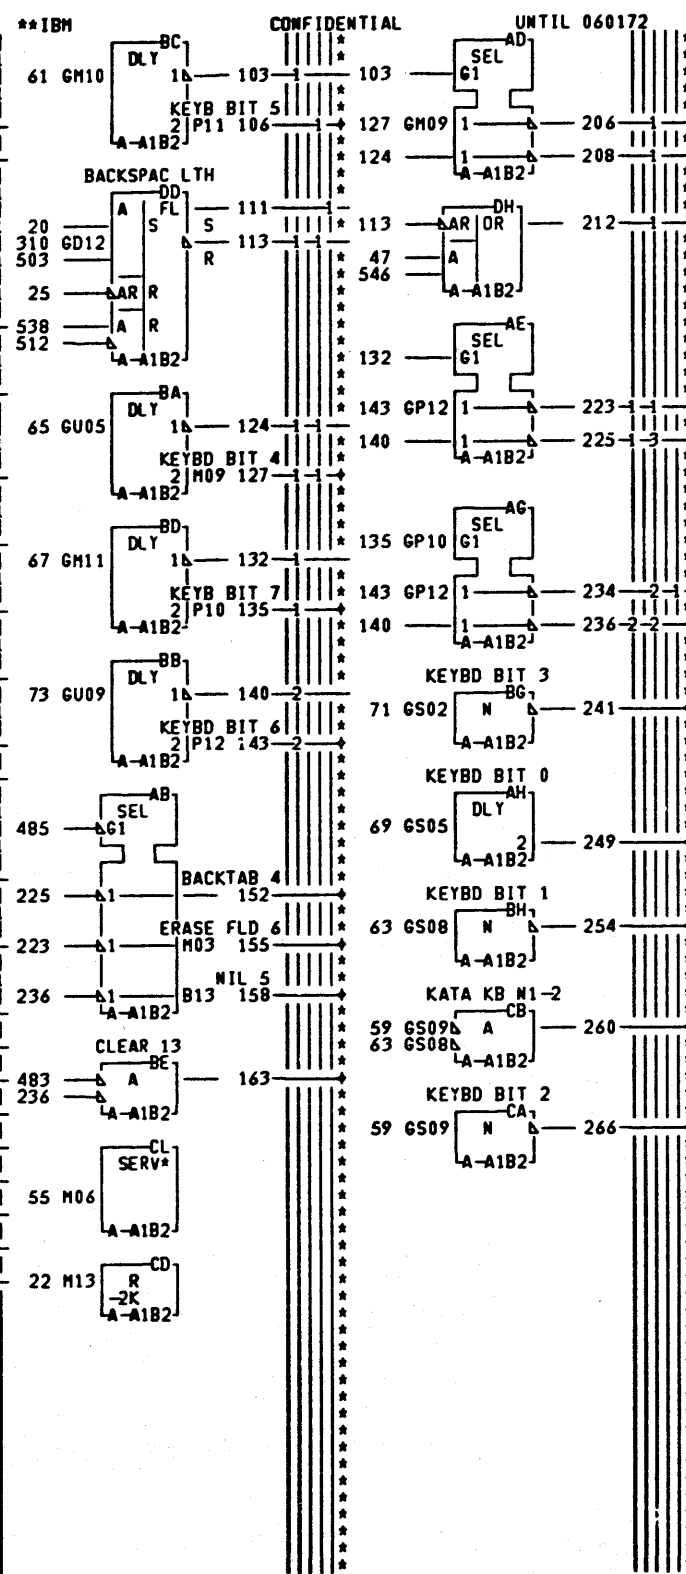 **IBM CONFIDENTIAL UNTIL 060172
BC
DLY
61 GM10 1 103 1
KEYB BIT 5
2 P11 106 1
A-A1B2
BACKSPAC LTH
DD
A FL 111 1
20 S S
310 GD12 113 1 1
503 R
25 AR R
538 A R
512
A-A1B2
BA
DLY
65 GU05 1 124 1 1
KEYBD BIT 4
2 M09 127 1 1
A-A1B2
BD
DLY
67 GM11 1 132 1
KEYB BIT 7
2 P10 135 1
A-A1B2
BB
DLY
73 GU09 1 140 2
KEYBD BIT 6
2 P12 143 2
A-A1B2
AB
SEL
485 G1
BACKTAB 4
225 1 152
ERASE FLD 6
223 1 M03 155
NIL 5
236 1 B13 158
A-A1B2
CLEAR 13
BE
483 A 163
236
A-A1B2
CL
SERV*
55 M06
A-A1B2
CD
22 M13 R
-2K
A-A1B2
AD
SEL
103 G1
127 GM09 1 206 1
124 1 208 1
A-A1B2
DH
113 AR OR 212 1
47 A
546
A-A1B2
AE
SEL
132 G1
143 GP12 1 223 1 1
140 1 225 1 3
A-A1B2
AG
SEL
135 GP10 G1
143 GP12 1 234 2 1
140 1 236 2 2
A-A1B2
KEYBD BIT 3
BG
71 GS02 N 241
A-A1B2
KEYBD BIT 0
AH
DLY
69 GS05
2 249
A-A1B2
KEYBD BIT 1
BH
63 GS08 N 254
A-A1B2
KATA KB N1-2
CB
59 GS09 A 260
63 GS08
A-A1B2
KEYBD BIT 2
CA
59 GS09 N 266
A-A1B2